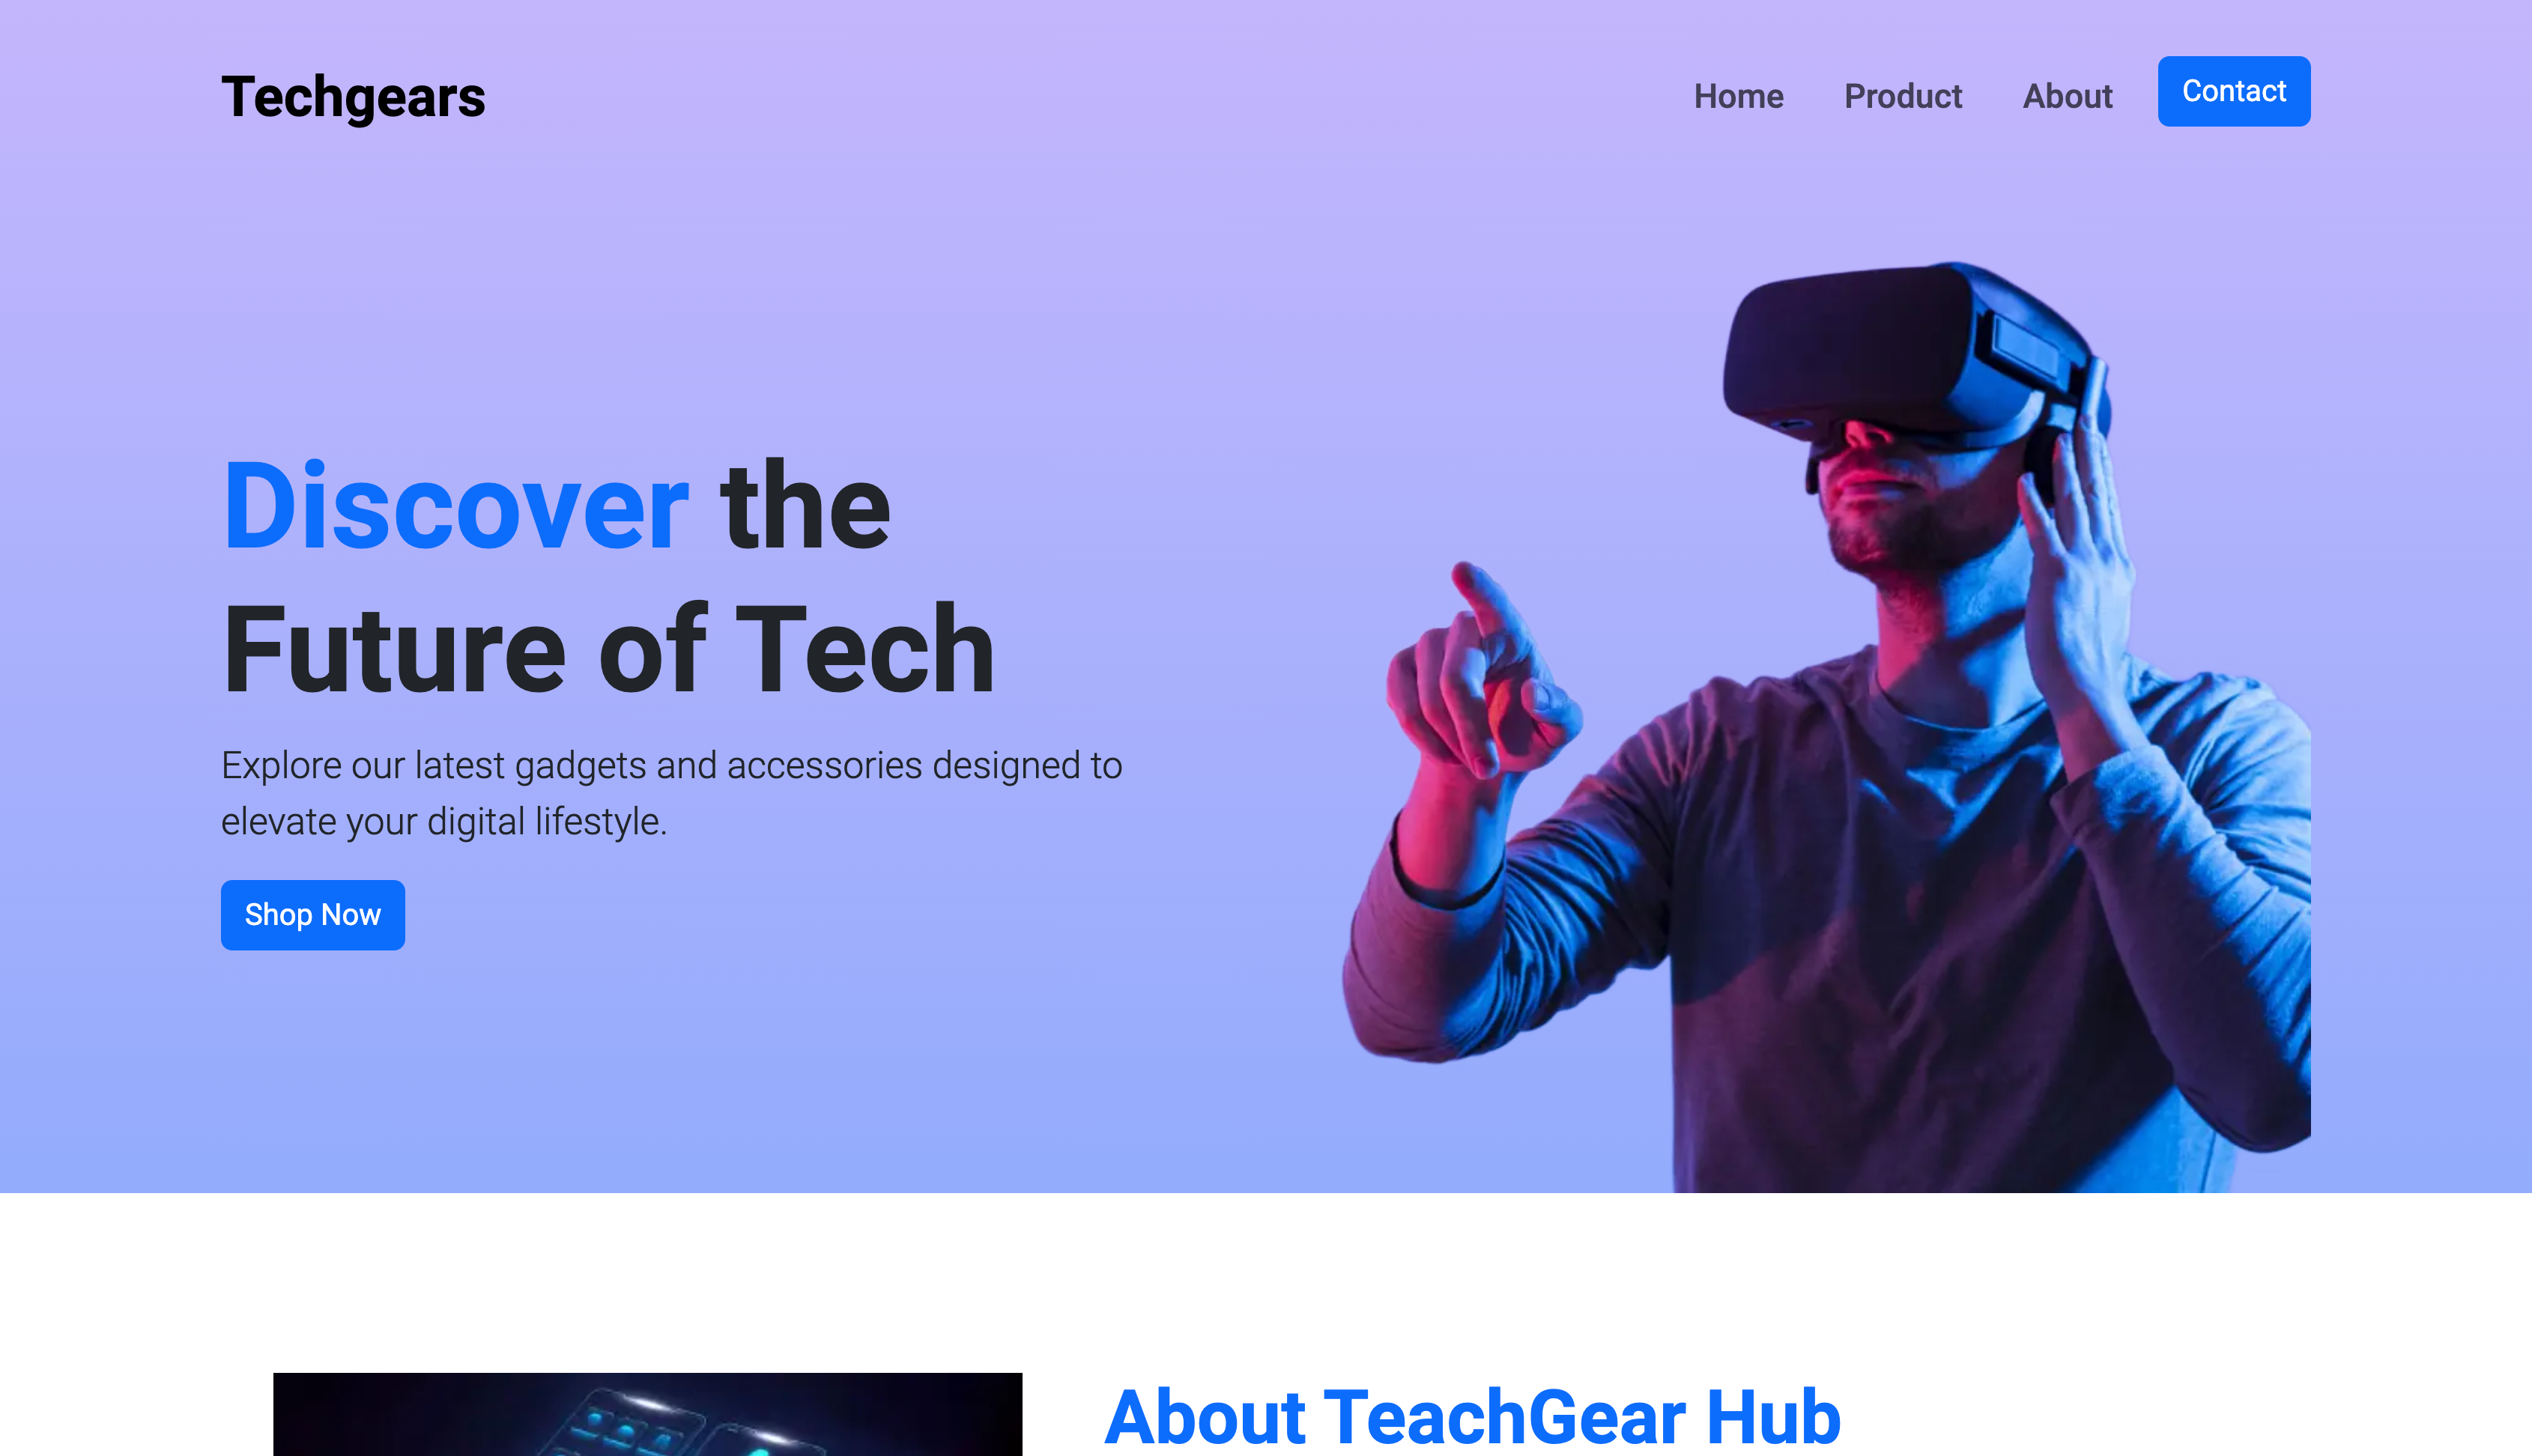 Techgears
Home Product About Contact
Discover the
Future of Tech
Explore our latest gadgets and accessories designed to
elevate your digital lifestyle.
Shop Now
About TeachGear Hub